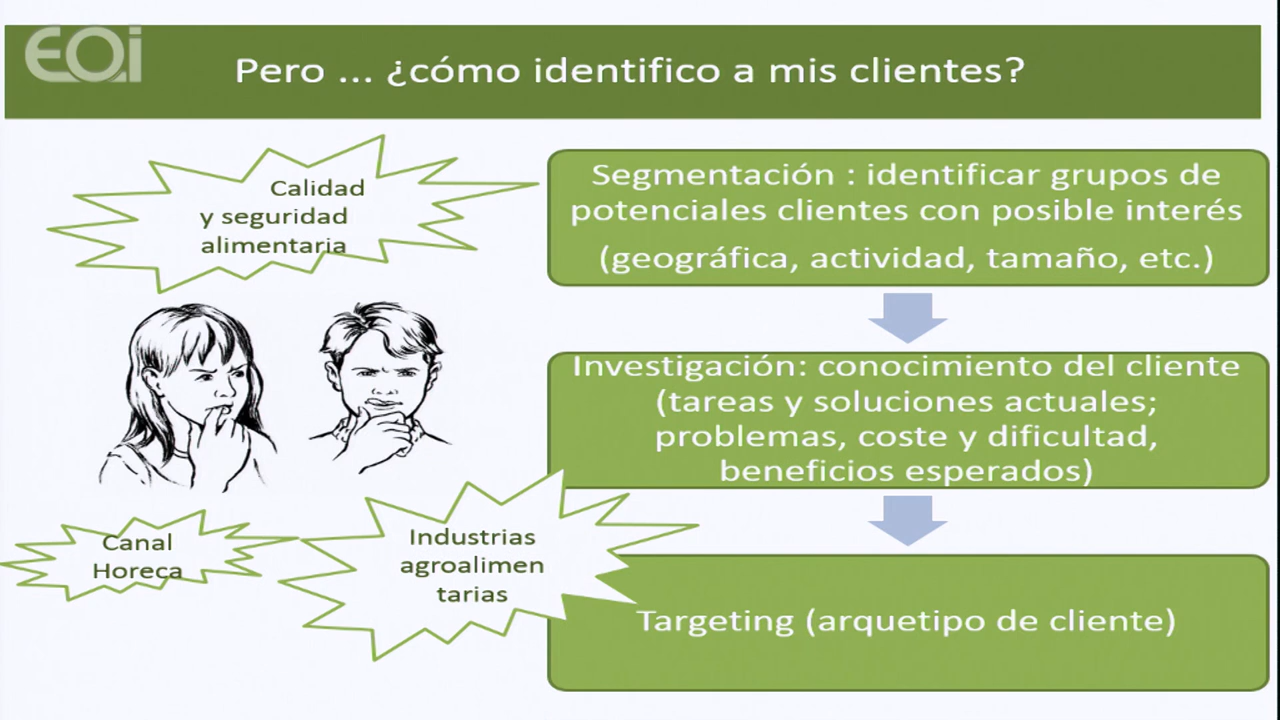 EOi
Pero ... ¿cómo identifico a mis clientes?
Calidad
y seguridad
alimentaria
Segmentación : identificar grupos de
potenciales clientes con posible interés
(geográfica, actividad, tamaño, etc.)
Investigación: conocimiento del cliente
(tareas y soluciones actuales;
problemas, coste y dificultad,
beneficios esperados)
Canal
Horeca
Industrias
agroalimen
tarias
Targeting (arquetipo de cliente)